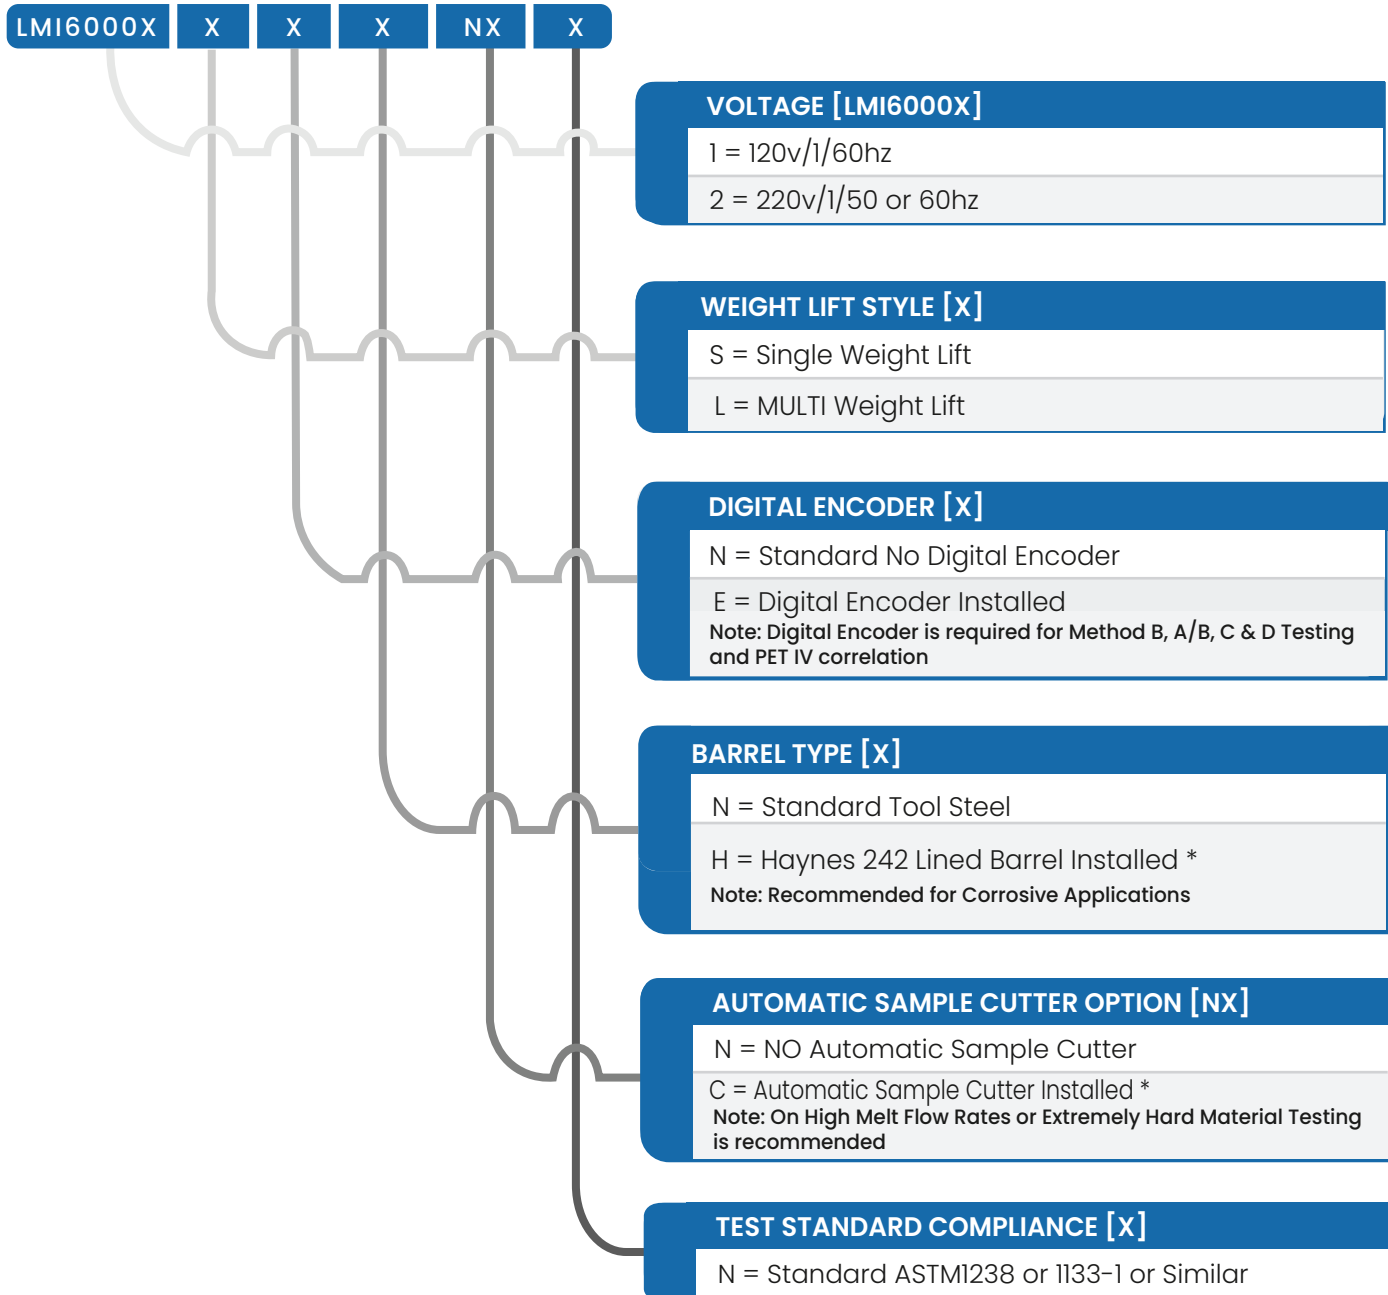 LMI6000X X X X NX X
VOLTAGE [LMI6000X]
1 = 120v/1/60hz
2 = 220v/1/50 or 60hz
WEIGHT LIFT STYLE [X]
S = Single Weight Lift
L = MULTI Weight Lift
DIGITAL ENCODER [X]
N = Standard No Digital Encoder
E = Digital Encoder Installed
Note: Digital Encoder is required for Method B, A/B, C & D Testing
and PET IV correlation
BARREL TYPE [X]
N = Standard Tool Steel
H = Haynes 242 Lined Barrel Installed *
Note: Recommended for Corrosive Applications
AUTOMATIC SAMPLE CUTTER OPTION [NX]
N = NO Automatic Sample Cutter
C = Automatic Sample Cutter Installed *
Note: On High Melt Flow Rates or Extremely Hard Material Testing
is recommended
TEST STANDARD COMPLIANCE [X]
N = Standard ASTM1238 or 1133-1 or Similar